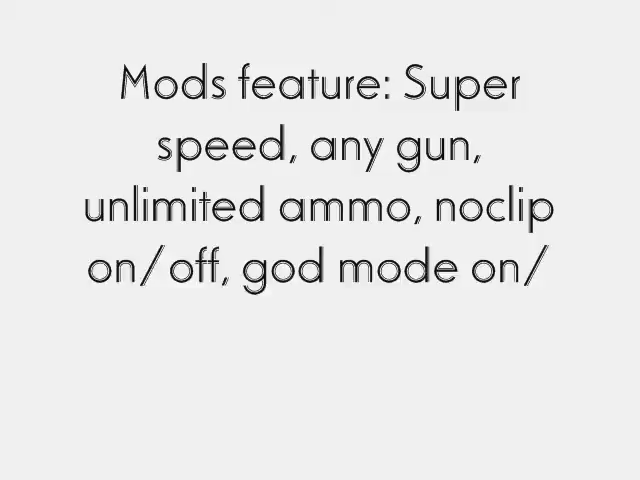 Mods feature: Super
speed, any gun,
unlimited ammo, noclip
on/off, god mode on/